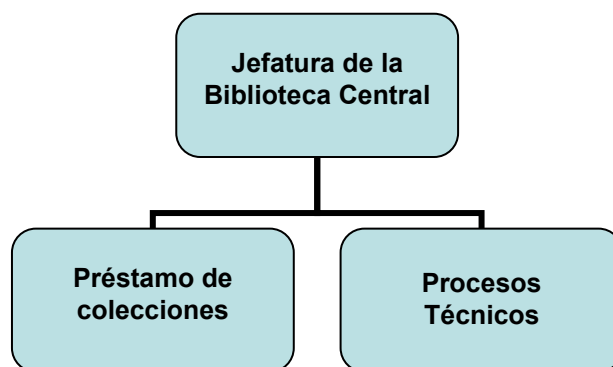 Jefatura de la
Biblioteca Central
Préstamo de
colecciones
Procesos
Técnicos